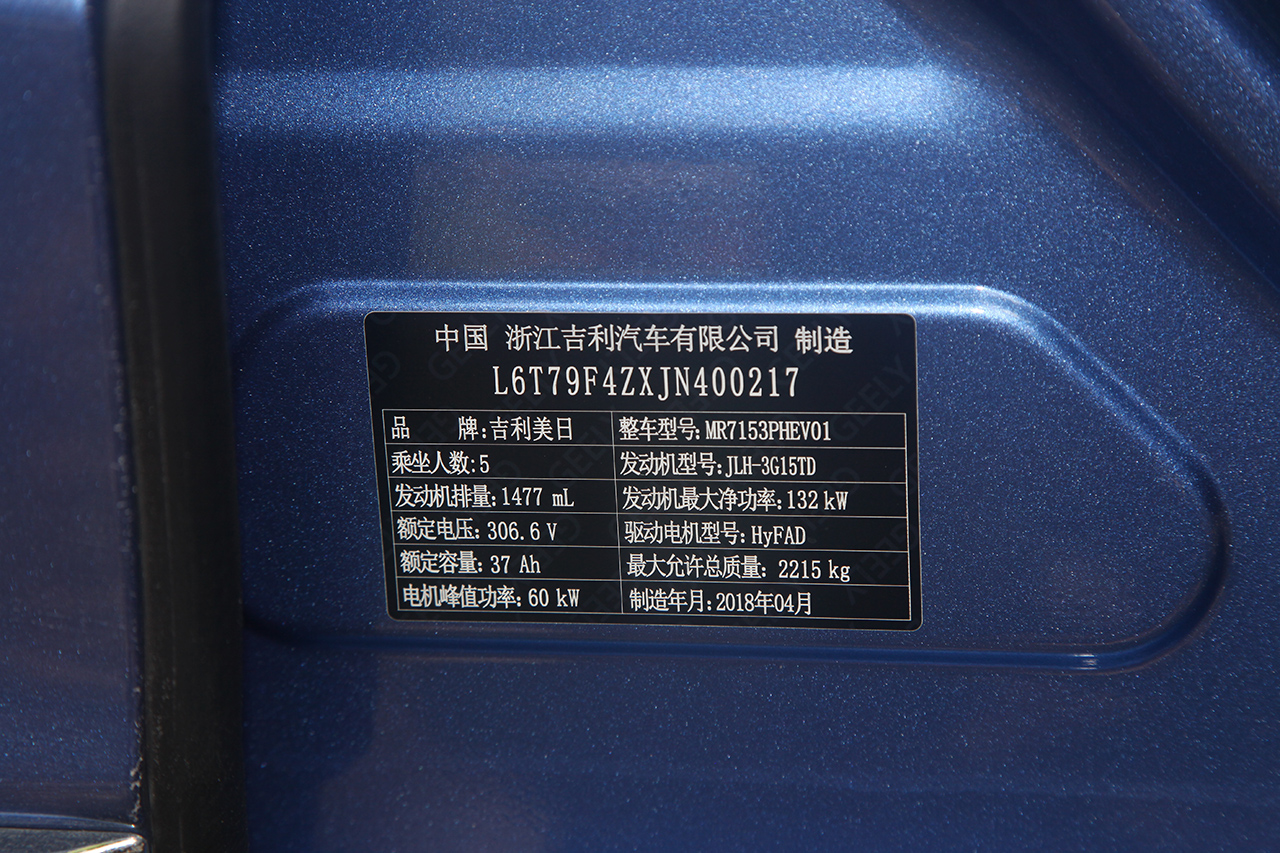 中国 浙江吉利汽车有限公司 制造
L6T79F4ZXJN400217
品 牌:吉利美日 整车型号:MR7153PHEV01
乘坐人数:5 发动机型号:JLH-3G15TD
发动机排量:1477 mL 发动机最大净功率:132 kW
额定电压:306.6 V 驱动电机型号:HyFAD
额定容量:37 Ah 最大允许总质量:2215 kg
电机峰值功率:60 kW 制造年月:2018年04月